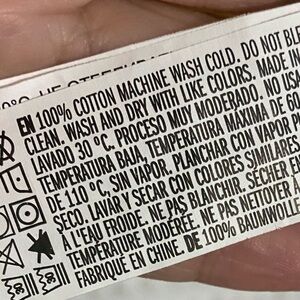 EN 100% COTTON MACHINE WASH COLD. DO NOT BLE
CLEAN. WASH AND DRY WITH LIKE COLORS. MADE IN
LAVADO 30 °C. PROCESO MUY MODERADO. NO USA
TEMPERATURA BAJA, TEMPERATURA MÁXIMA DE 60
DE 110 °C, SIN VAPOR. PLANCHAR CON VAPOR P
SECO. LAVAR Y SECAR CON COLORES SIMILARES
À L'EAU FROIDE. NE PAS BLANCHIR. SÉCHER E
TEMPÉRATURE MODÉRÉE. NE PAS NETTOYER
FABRIQUÉ EN CHINE. DE 100% BAUMWOLLE